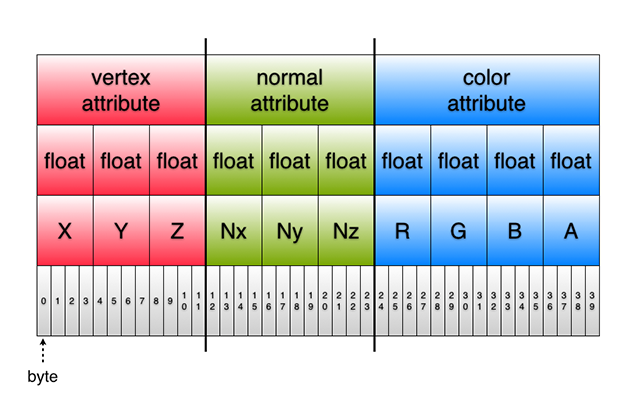 vertex attribute
normal attribute
color attribute
float float float float float float float float float float
X Y Z Nx Ny Nz R G B A
0 1 2 3 4 5 6 7 8 9 10 11 12 13 14 15 16 17 18 19 20 21 22 23 24 25 26 27 28 29 30 31 32 33 34 35 36 37 38 39
byte